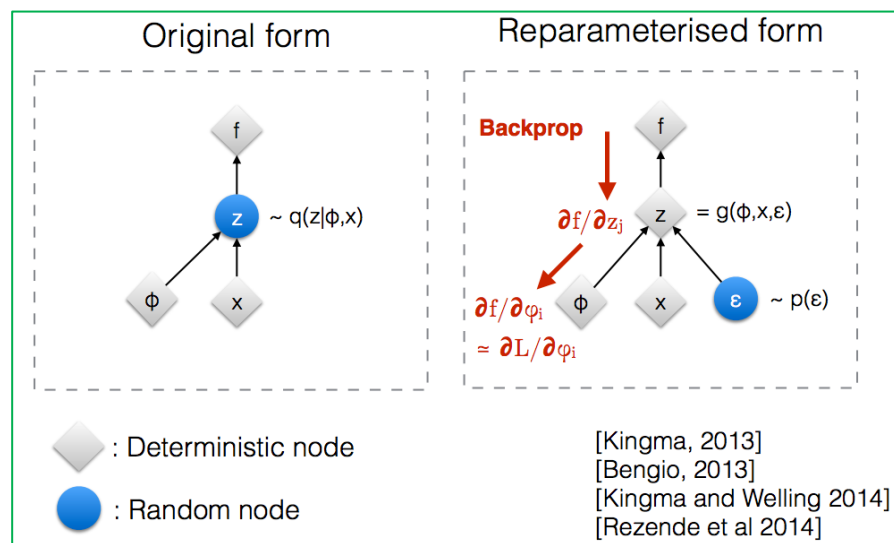 Original form
f
z
~ q(z|ϕ,x)
ϕ
x
: Deterministic node
: Random node
Reparameterised form
Backprop
f
∂f/∂zj
z
= g(ϕ,x,ε)
∂f/∂φi
≃ ∂L/∂φi
ϕ
x
ε
~ p(ε)
[Kingma, 2013]
[Bengio, 2013]
[Kingma and Welling 2014]
[Rezende et al 2014]